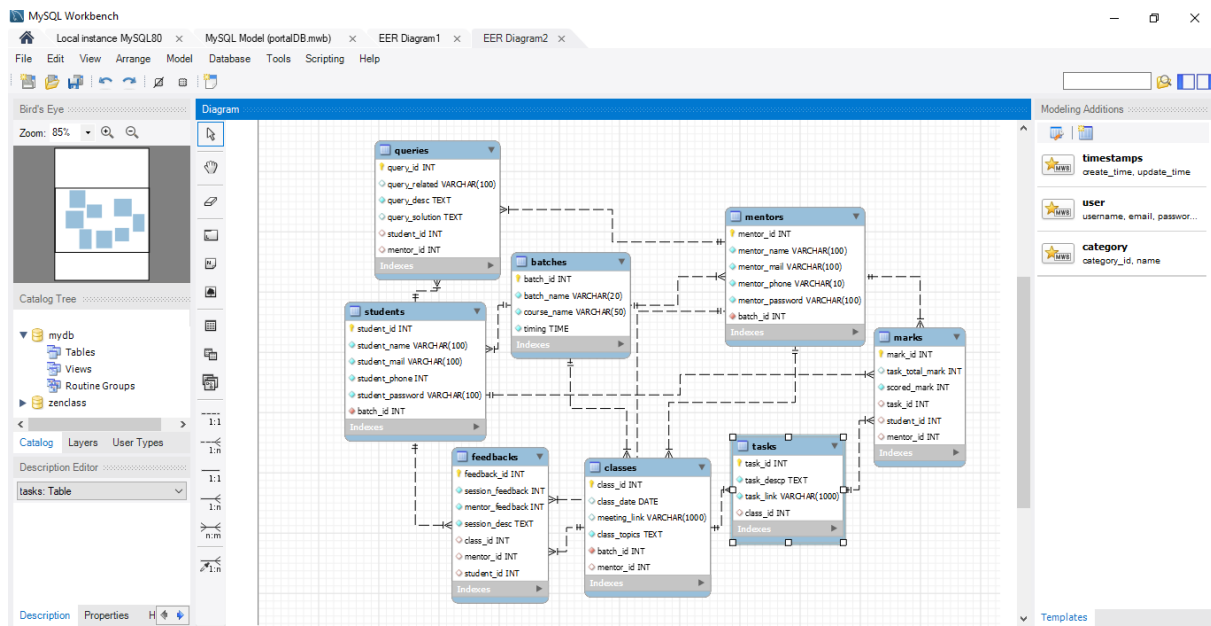 MySQL Workbench
Local instance MySQL80 × MySQL Model (portalDB.mwb) × EER Diagram1 × EER Diagram2 ×
File Edit View Arrange Model Database Tools Scripting Help
Bird's Eye
Zoom: 85%
Catalog Tree
mydb
Tables
Views
Routine Groups
zenclass
Catalog Layers User Types
Description Editor
tasks: Table
Description Properties H
Diagram
1:1
1:n
1:1
1:n
n:m
1:n
queries
query_id INT
query_related VARCHAR(100)
query_desc TEXT
query_solution TEXT
student_id INT
mentor_id INT
Indexes
batches
batch_id INT
batch_name VARCHAR(20)
course_name VARCHAR(50)
timing TIME
Indexes
mentors
mentor_id INT
mentor_name VARCHAR(100)
mentor_mail VARCHAR(100)
mentor_phone VARCHAR(10)
mentor_password VARCHAR(100)
batch_id INT
Indexes
students
student_id INT
student_name VARCHAR(100)
student_mail VARCHAR(100)
student_phone INT
student_password VARCHAR(100)
batch_id INT
Indexes
marks
mark_id INT
task_total_mark INT
scored_mark INT
task_id INT
student_id INT
mentor_id INT
Indexes
feedbacks
feedback_id INT
session_feedback INT
mentor_feedback INT
session_desc TEXT
class_id INT
mentor_id INT
student_id INT
Indexes
classes
class_id INT
class_date DATE
meeting_link VARCHAR(1000)
class_topics TEXT
batch_id INT
mentor_id INT
Indexes
tasks
task_id INT
task_descp TEXT
task_link VARCHAR(1000)
class_id INT
Indexes
Modeling Additions
MWB
timestamps
create_time, update_time
MWB
user
username, email, passwor...
MWB
category
category_id, name
Templates